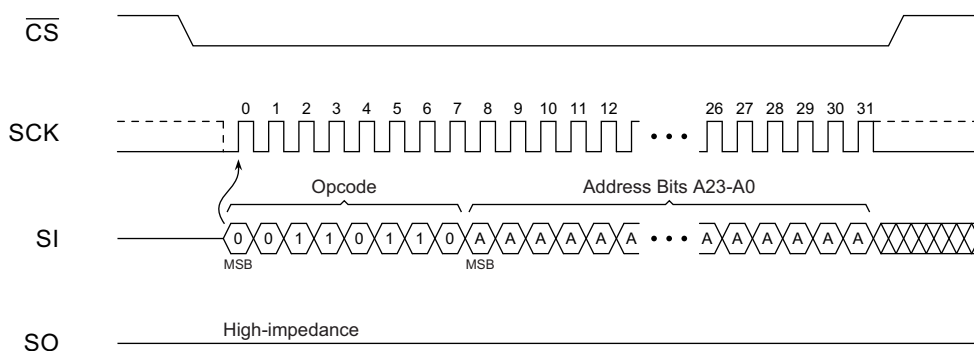 CS
0 1 2 3 4 5 6 7 8 9 10 11 12 26 27 28 29 30 31
SCK •••
Opcode Address Bits A23-A0
SI 0 0 1 1 0 1 1 0 A A A A A A ••• A A A A A A
MSB MSB
High-impedance
SO